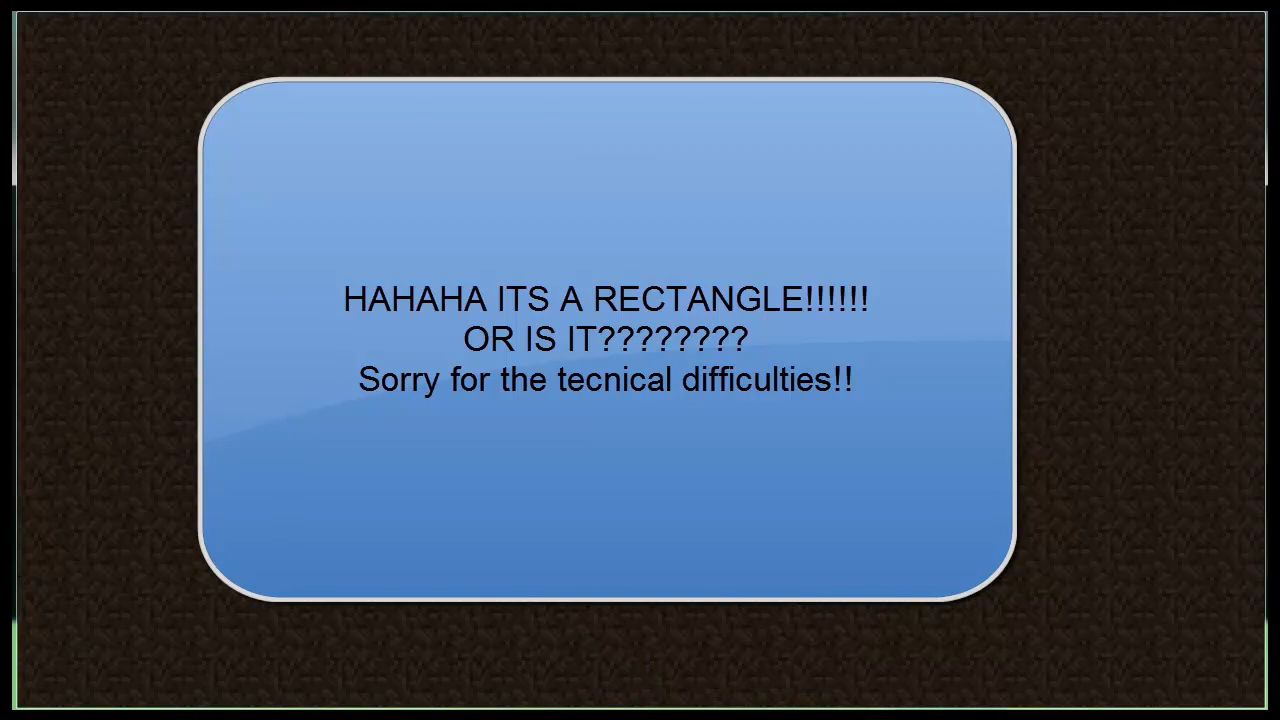 HAHAHA ITS A RECTANGLE!!!!!!
OR IS IT????????
Sorry for the tecnical difficulties!!